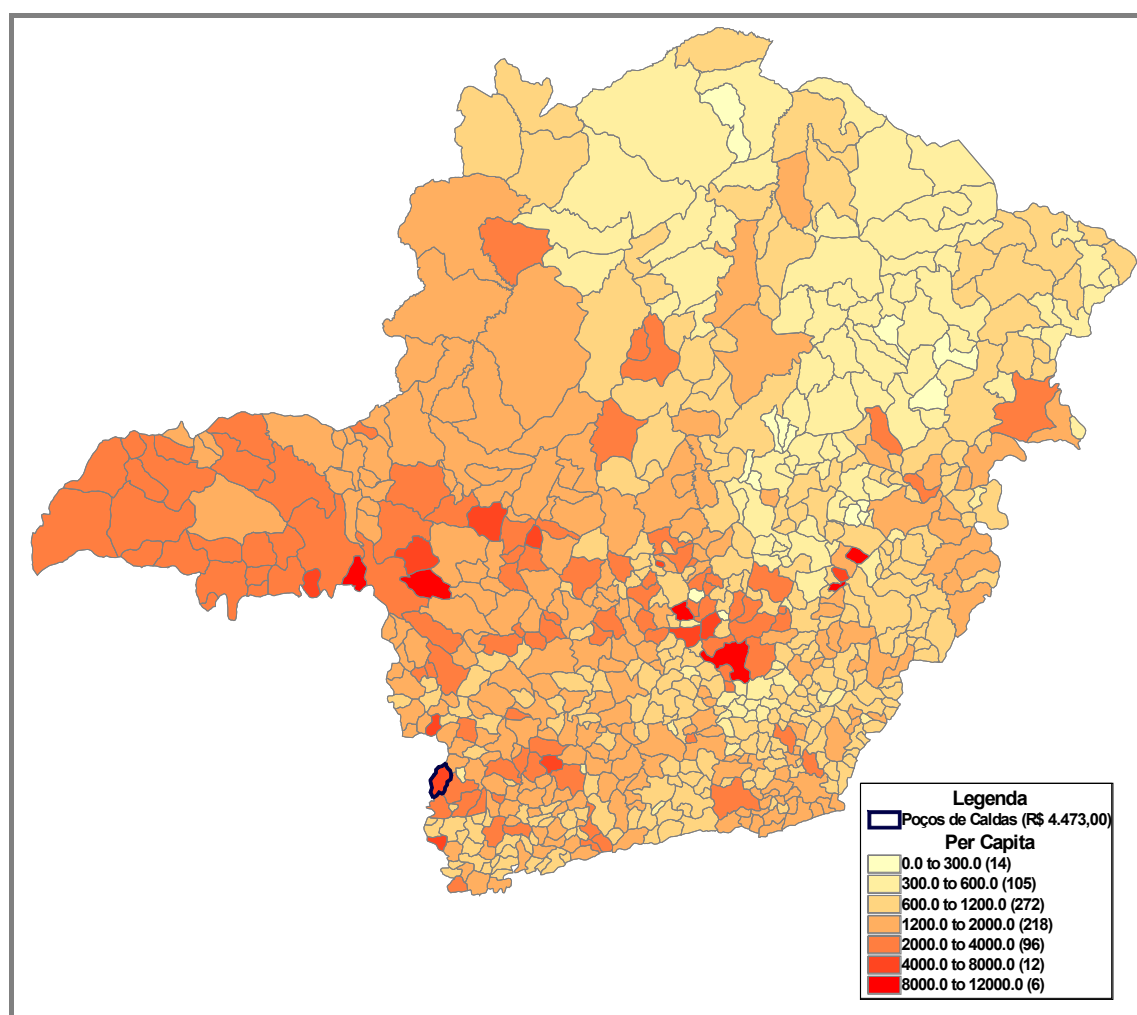 Legenda
Poços de Caldas (R$ 4.473,00)
Per Capita
0.0 to 300.0 (14)
300.0 to 600.0 (105)
600.0 to 1200.0 (272)
1200.0 to 2000.0 (218)
2000.0 to 4000.0 (96)
4000.0 to 8000.0 (12)
8000.0 to 12000.0 (6)